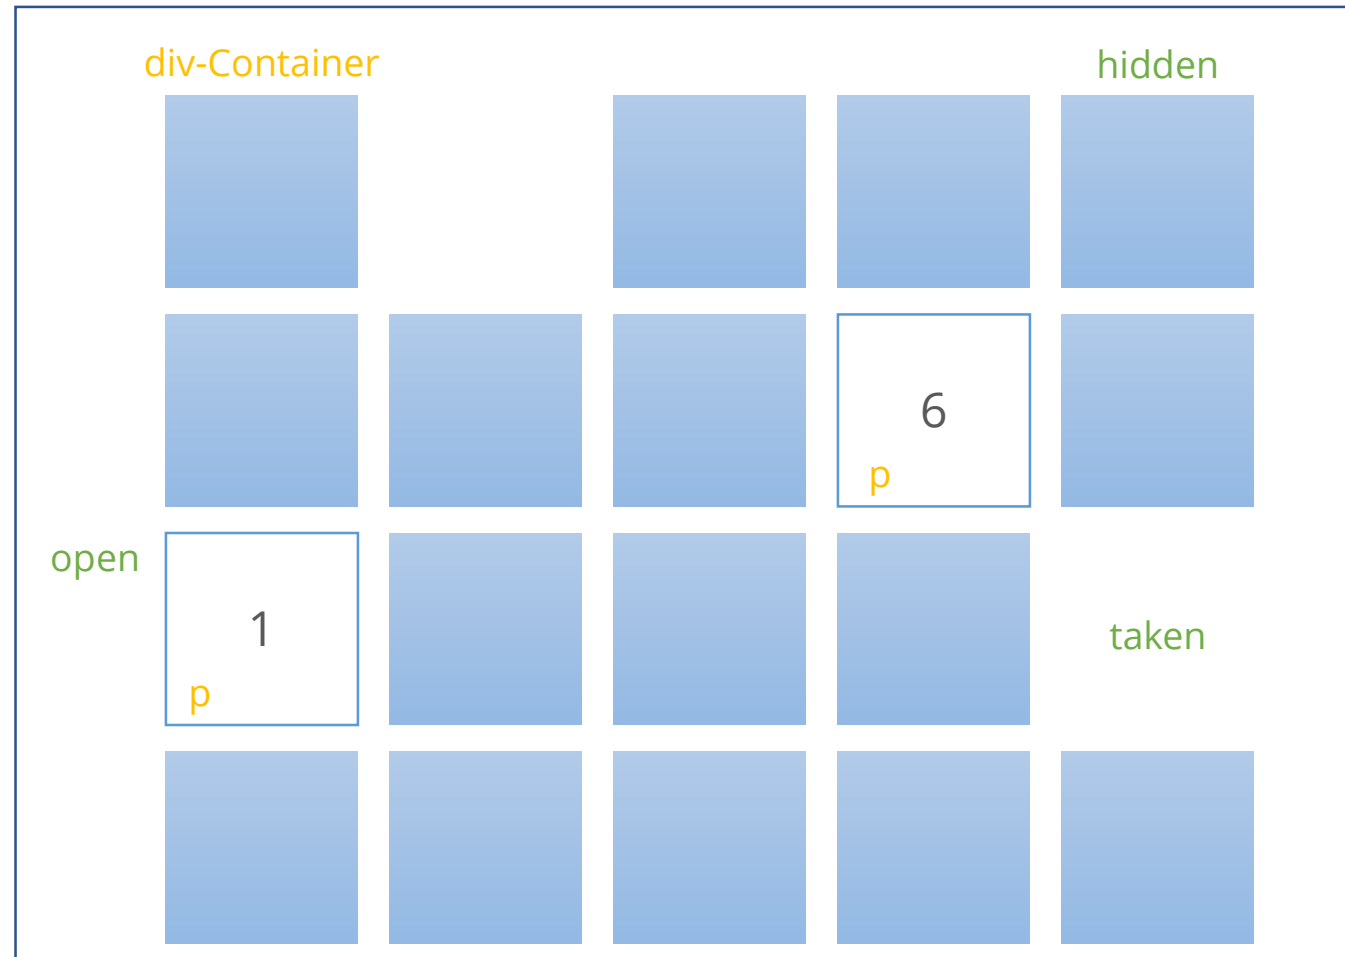 div-Container
hidden
6
p
open
1
taken
p